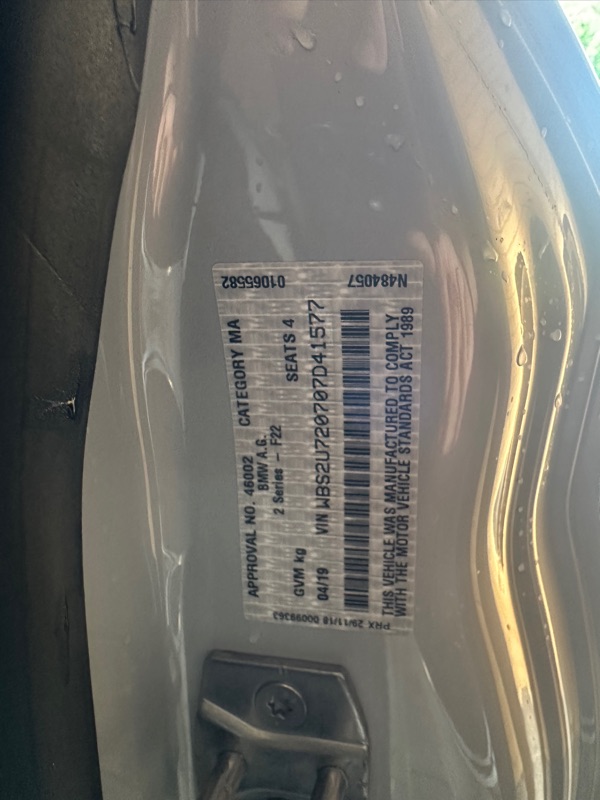 APPROVAL NO. 46002 CATEGORY MA
BMW A.G.
2 Series - F22
GVM kg SEATS 4
04/19 VIN WBS2U720707D41577
THIS VEHICLE WAS MANUFACTURED TO COMPLY
WITH THE MOTOR VEHICLE STANDARDS ACT 1989
01065582
N484057
PRX 29/11/18 00099363